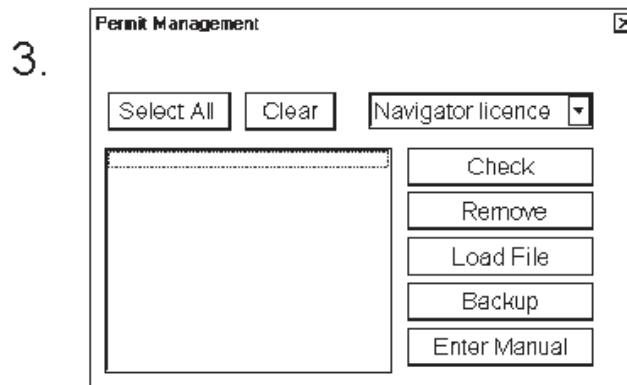 Permit Management
3.
Select All Clear Navigator licence
Check
Remove
Load File
Backup
Enter Manual